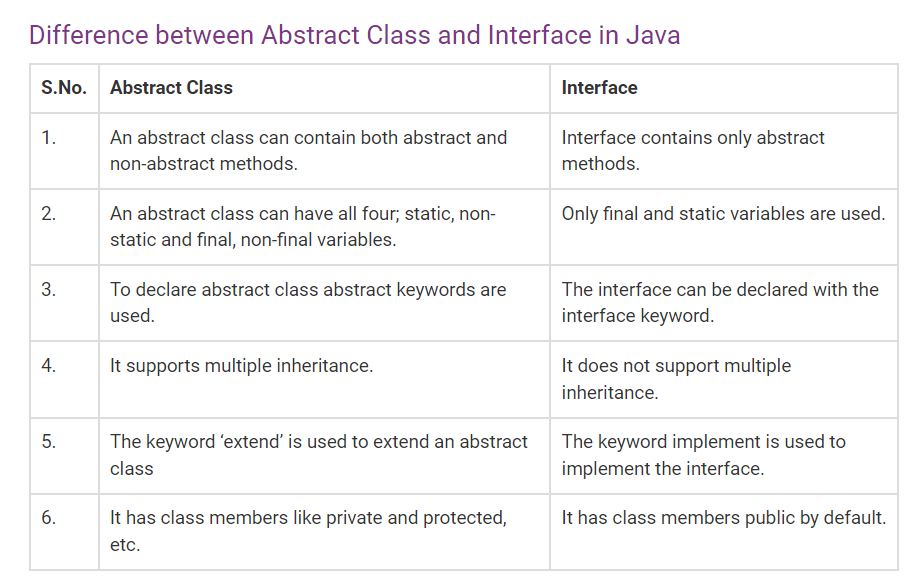 Difference between Abstract Class and Interface in Java
S.No. Abstract Class Interface
1. An abstract class can contain both abstract and
non-abstract methods.
Interface contains only abstract
methods.
2. An abstract class can have all four; static, non-
static and final, non-final variables.
Only final and static variables are used.
3. To declare abstract class abstract keywords are
used.
The interface can be declared with the
interface keyword.
4. It supports multiple inheritance.
It does not support multiple
inheritance.
5. The keyword ‘extend’ is used to extend an abstract
class
The keyword implement is used to
implement the interface.
6. It has class members like private and protected,
etc.
It has class members public by default.